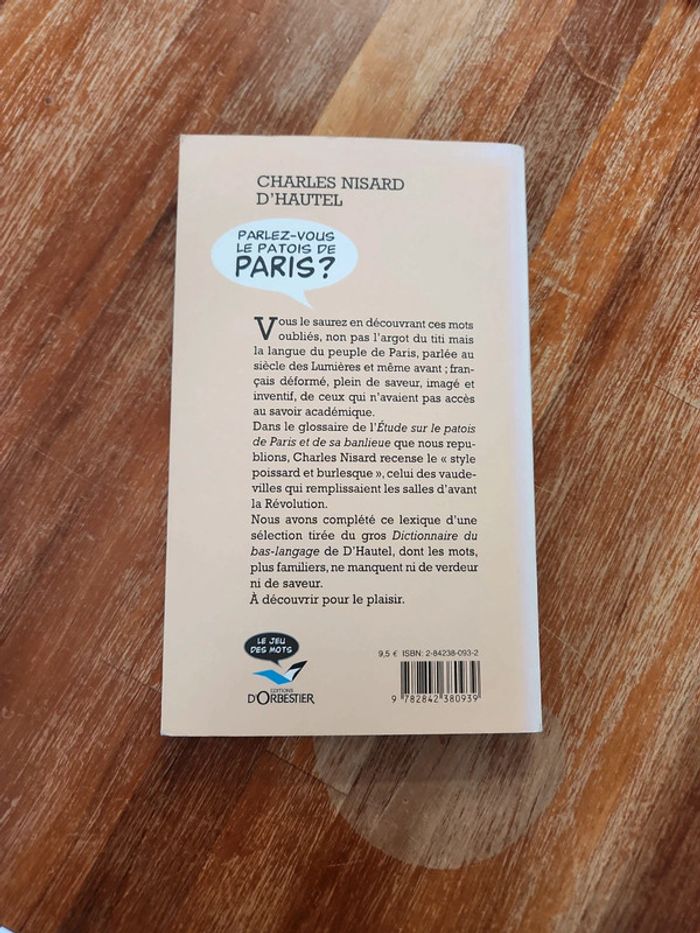 CHARLES NISARD
D'HAUTEL
PARLEZ-VOUS
LE PATOIS DE
PARIS?
Vous le saurez en découvrant ces mots
oubliés, non pas l'argot du titi mais
la langue du peuple de Paris, parlée au
siècle des Lumières et même avant ; fran-
çais déformé, plein de saveur, imagé et
inventif, de ceux qui n'avaient pas accès
au savoir académique.
Dans le glossaire de l'Étude sur le patois
de Paris et de sa banlieue que nous repu-
blions, Charles Nisard recense le « style
poissard et burlesque », celui des vaude-
villes qui remplissaient les salles d'avant
la Révolution.
Nous avons complété ce lexique d'une
sélection tirée du gros Dictionnaire du
bas-langage de D'Hautel, dont les mots,
plus familiers, ne manquent ni de verdeur
ni de saveur.
À découvrir pour le plaisir.
LE JEU
DES MOTS
EDITIONS
D'ORBESTIER
9,5 € ISBN: 2-84238-093-2
9 782842 380939